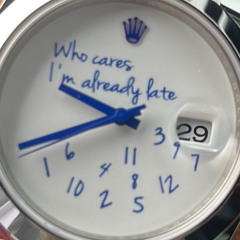 Who cares
I'm already late
3 29
1 6 4 11 9 7
10 2 8 5 12